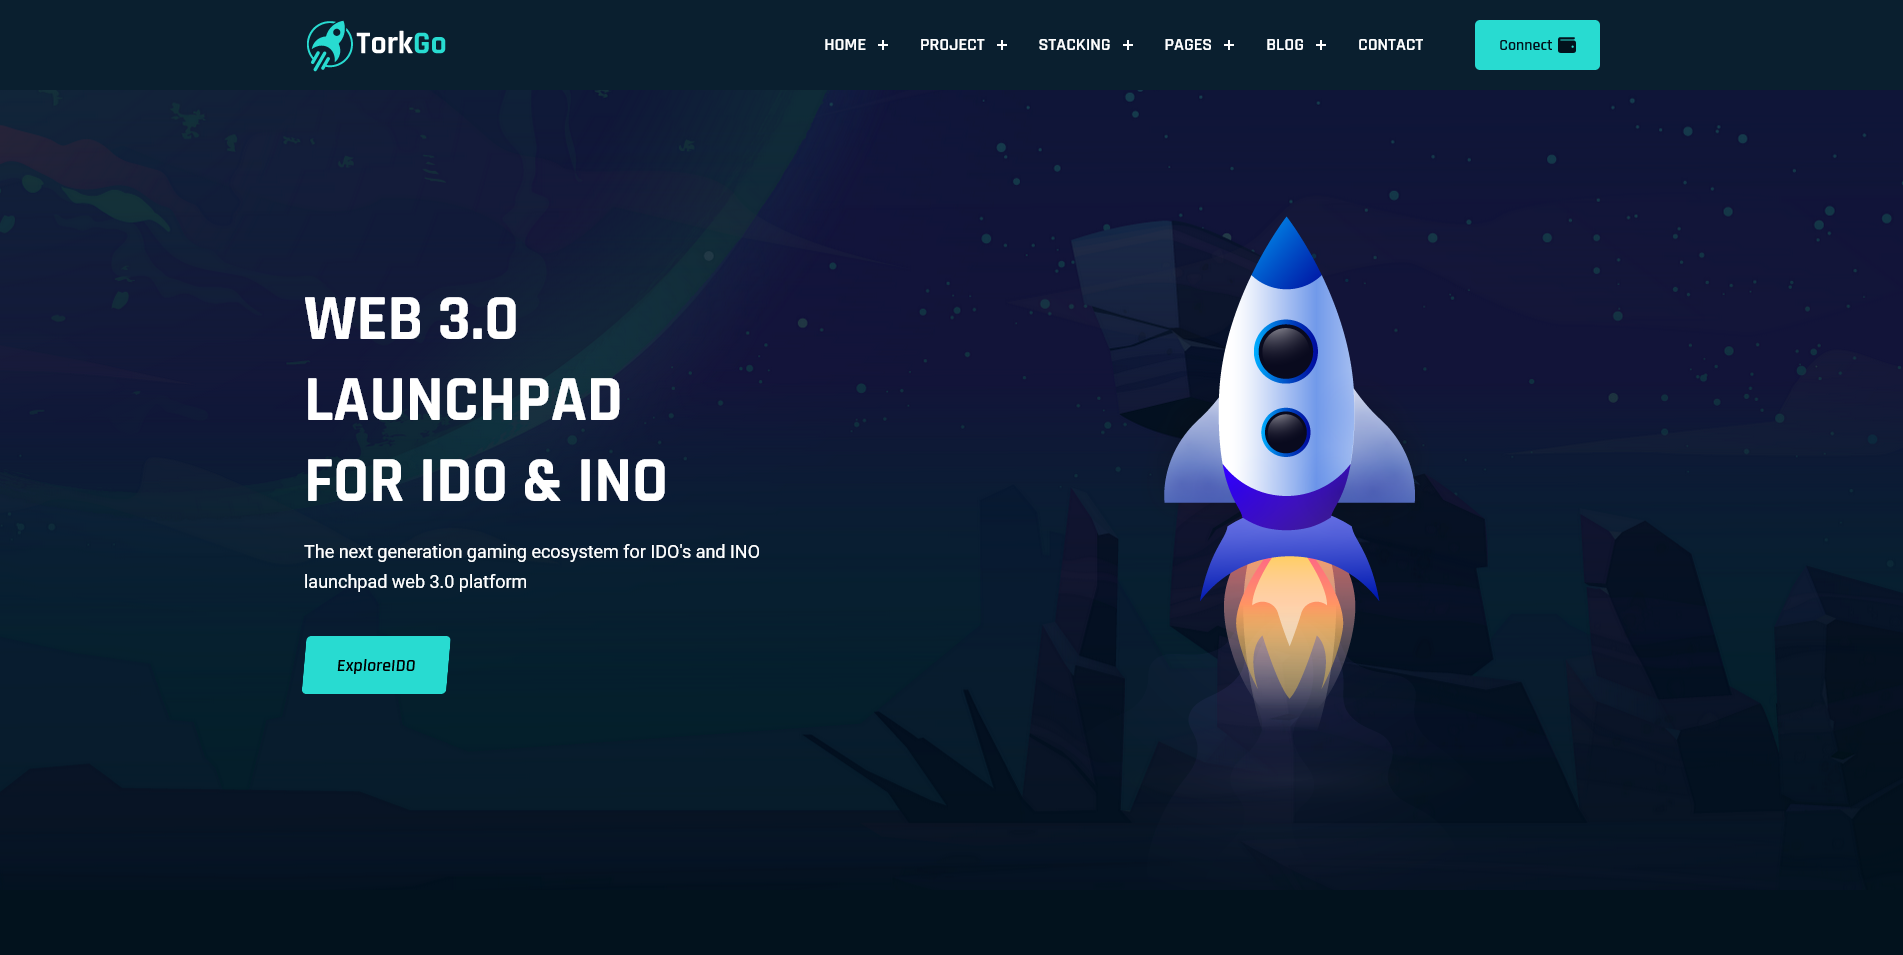 TorkGo
HOME + PROJECT + STACKING + PAGES + BLOG + CONTACT
Connect
WEB 3.0
LAUNCHPAD
FOR IDO & INO
The next generation gaming ecosystem for IDO's and INO
launchpad web 3.0 platform
ExploreIDO